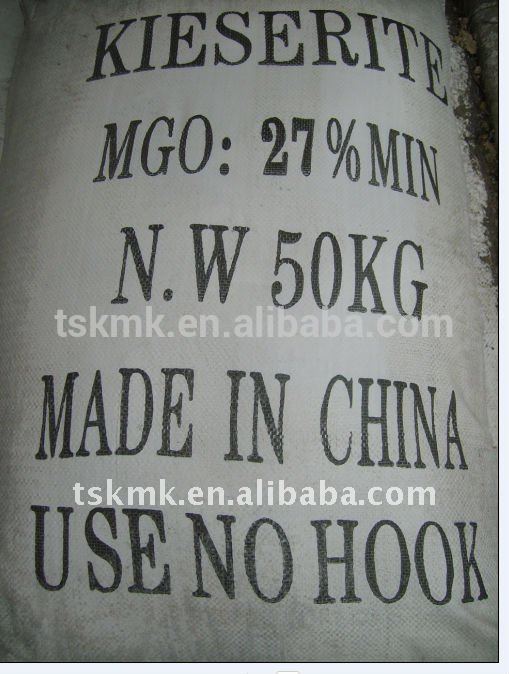 KIESERITE
MGO: 27%MIN
N.W 50KG
tskmk.en.alibaba.com
MADE IN CHINA
tskmk.en.alibaba.com
USE NO HOOK